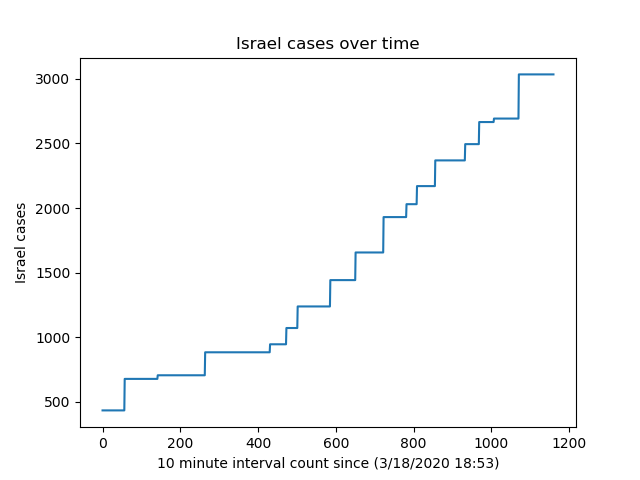 Israel cases over time
3000
2500
2000
1500
1000
500
Israel cases
0 200 400 600 800 1000 1200
10 minute interval count since (3/18/2020 18:53)